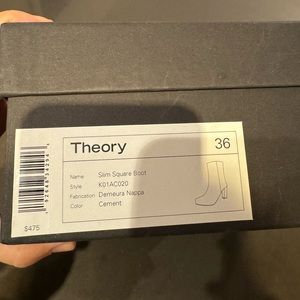 Theory 36
Name Slim Square Boot
Style K01AC020
Fabrication Demeura Nappa
Color Cement
$475